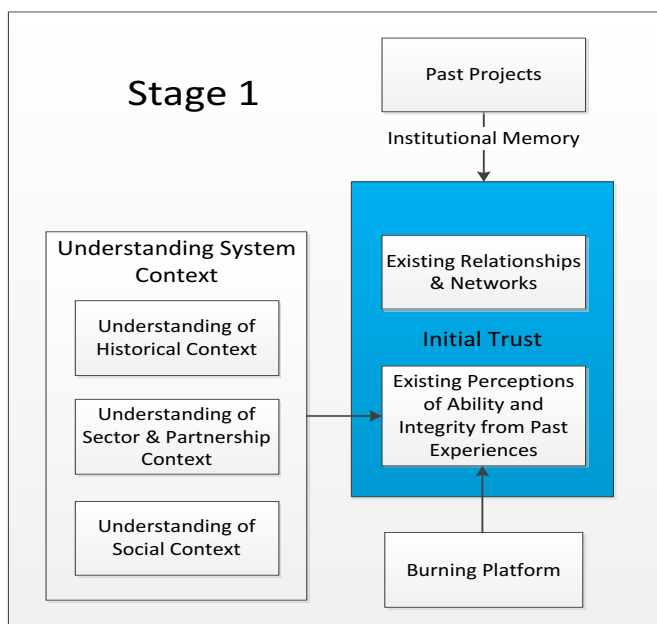 Stage 1
Past Projects
Institutional Memory
Understanding System
Context
Understanding of
Historical Context
Understanding of
Sector & Partnership
Context
Understanding of
Social Context
Existing Relationships
& Networks
Initial Trust
Existing Perceptions
of Ability and
Integrity from Past
Experiences
Burning Platform